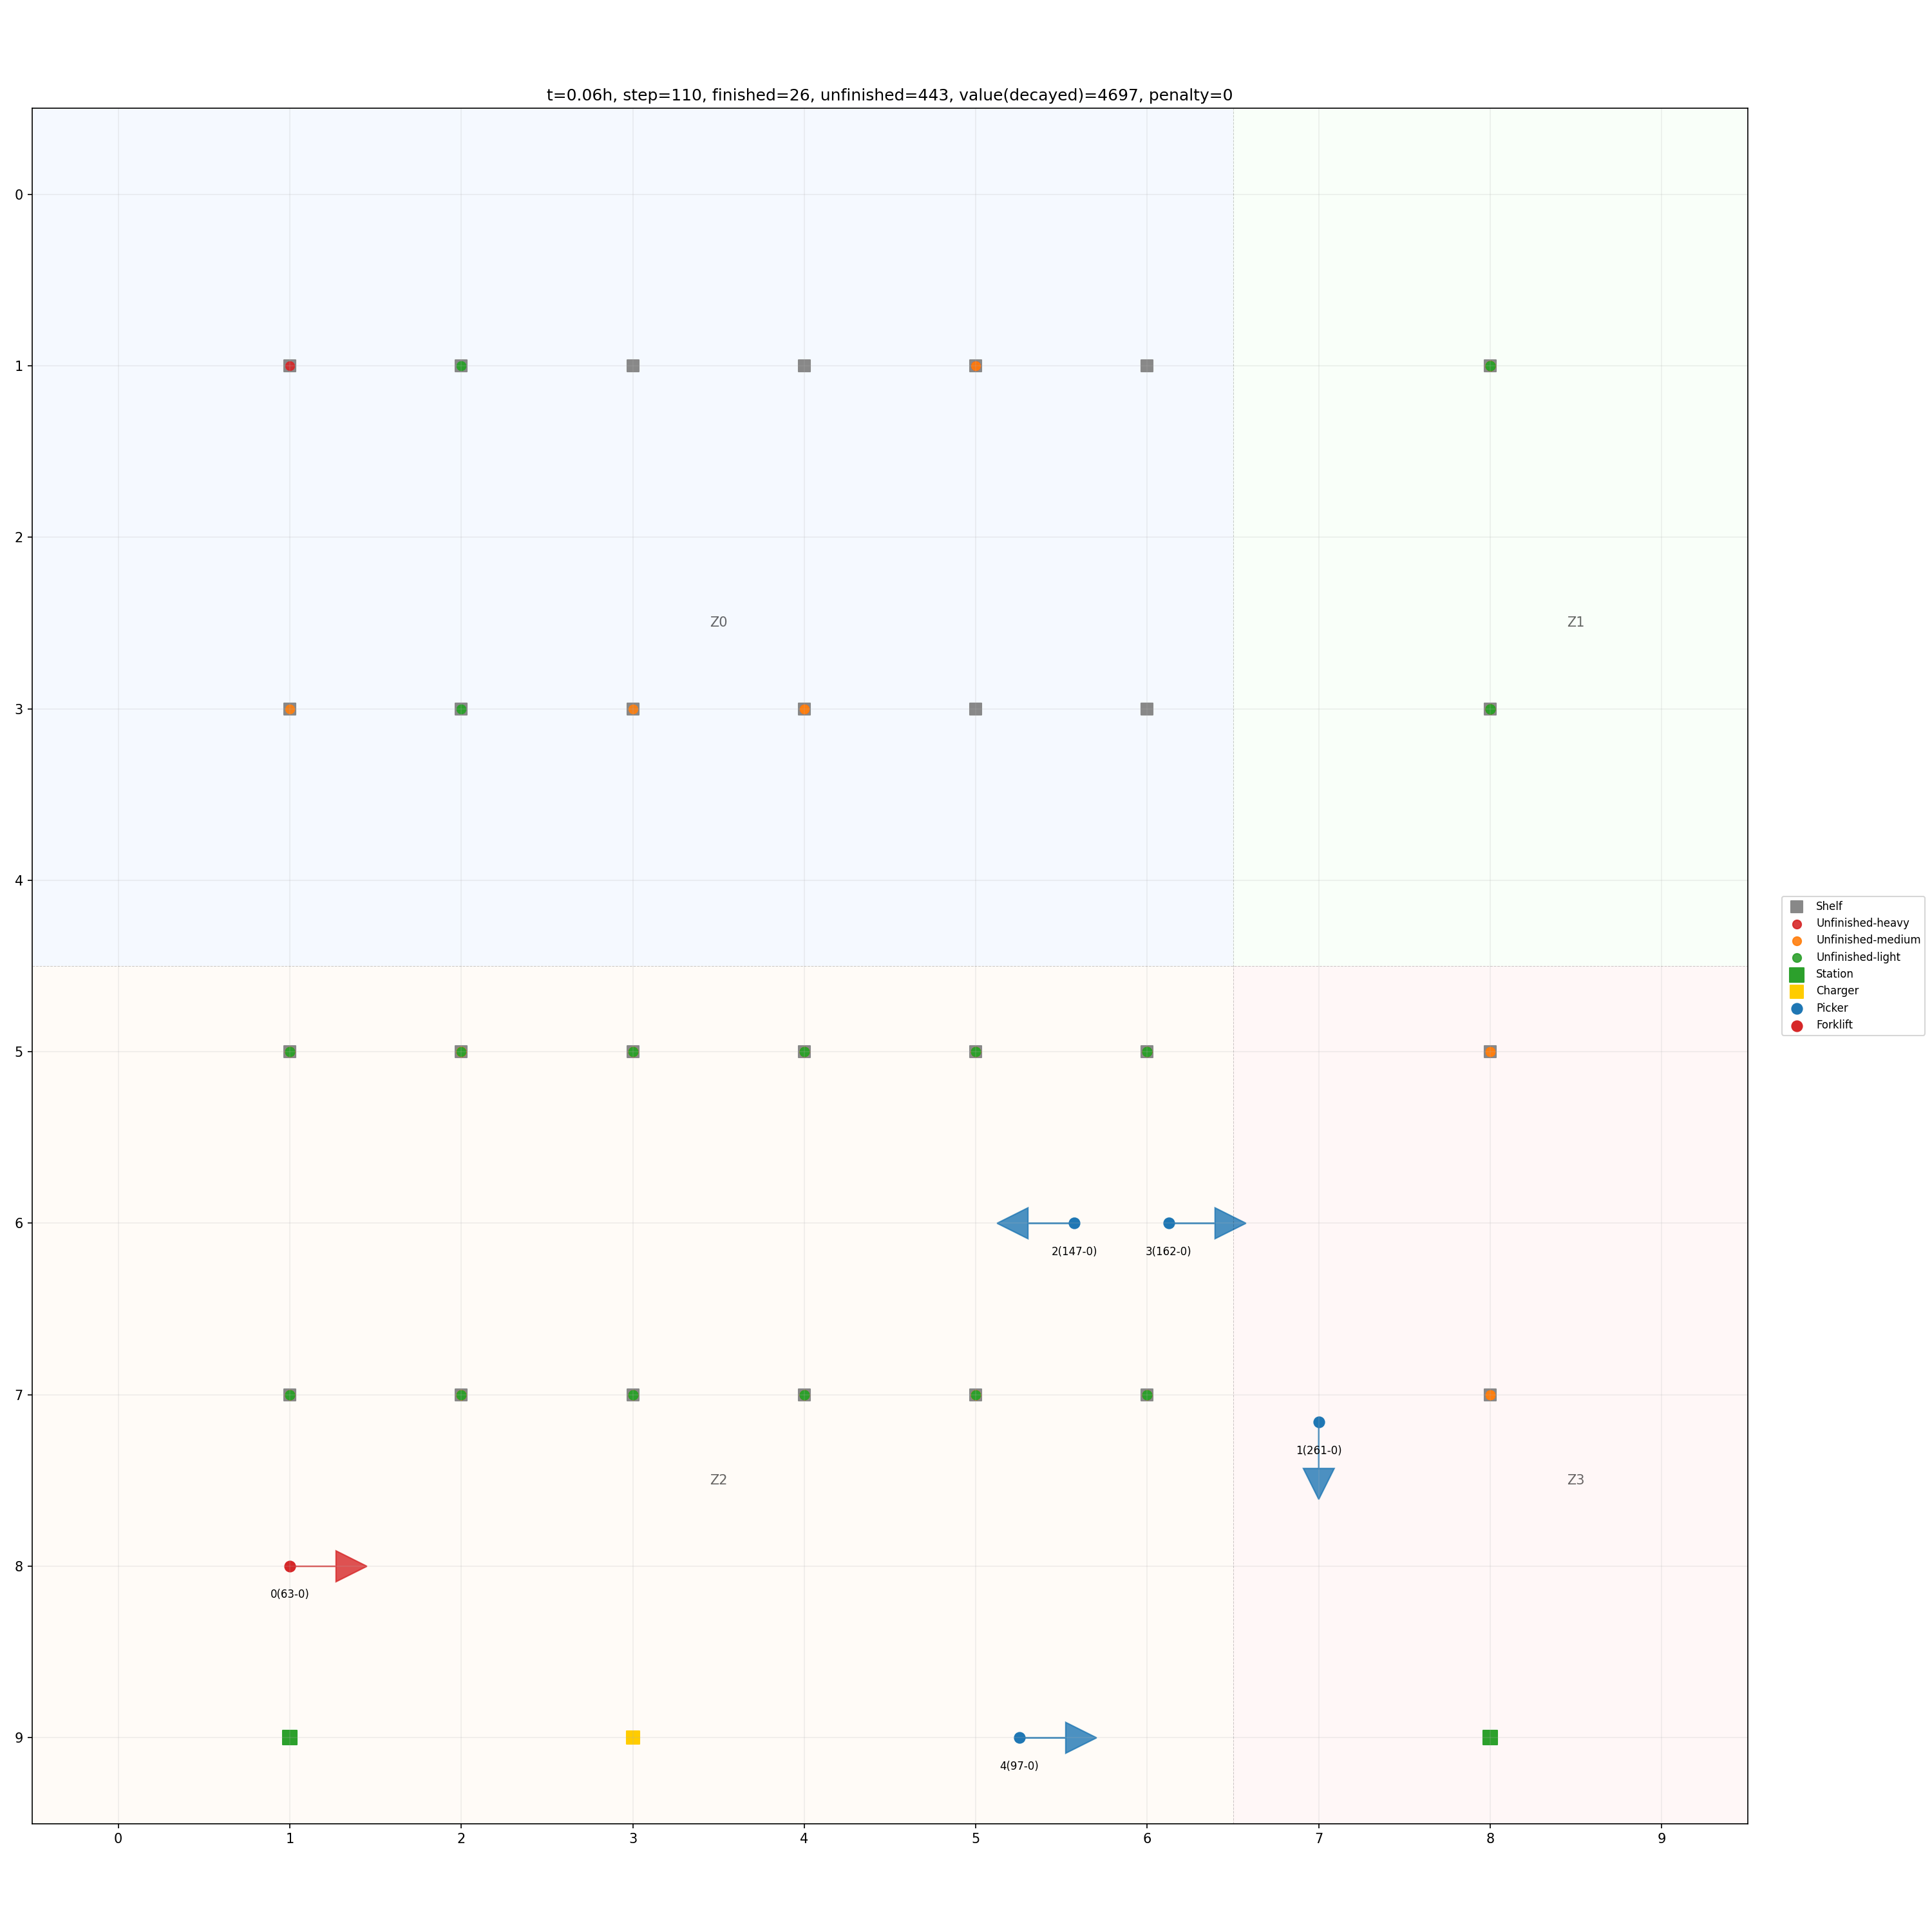 t=0.06h, step=110, finished=26, unfinished=443, value(decayed)=4697, penalty=0
0
1
2
Z0
Z1
3
4
Shelf
Unfinished-heavy
Unfinished-medium
Unfinished-light
Station
Charger
Picker
Forklift
5
6
2(147-0)
3(162-0)
7
1(261-0)
Z2
Z3
8
0(63-0)
9
4(97-0)
0 1 2 3 4 5 6 7 8 9